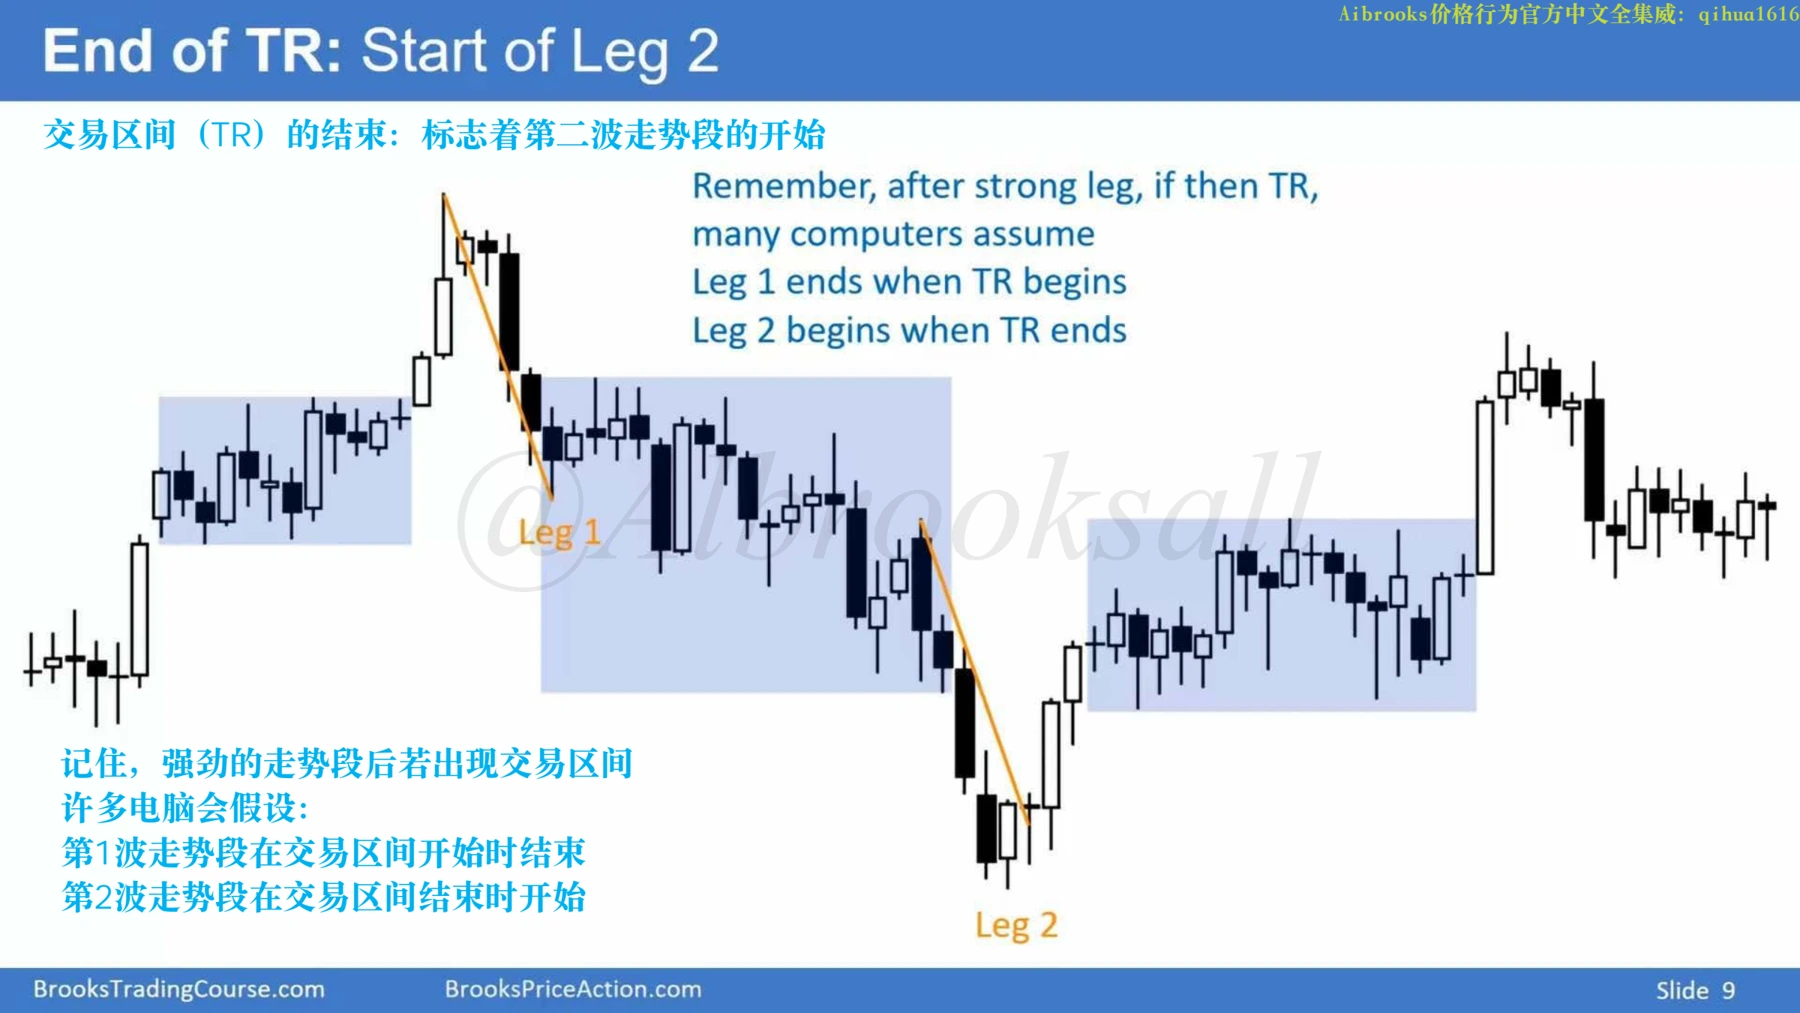 Aibrooks价格行为官方中文全集威：qihua1616
End of TR: Start of Leg 2
交易区间（TR）的结束：标志着第二波走势段的开始
Remember, after strong leg, if then TR,
many computers assume
Leg 1 ends when TR begins
Leg 2 begins when TR ends
@Albrooksall
Leg 1
记住，强劲的走势段后若出现交易区间
许多电脑会假设：
第1波走势段在交易区间开始时结束
第2波走势段在交易区间结束时开始
Leg 2
BrooksTradingCourse.com
BrooksPriceAction.com
Slide 9